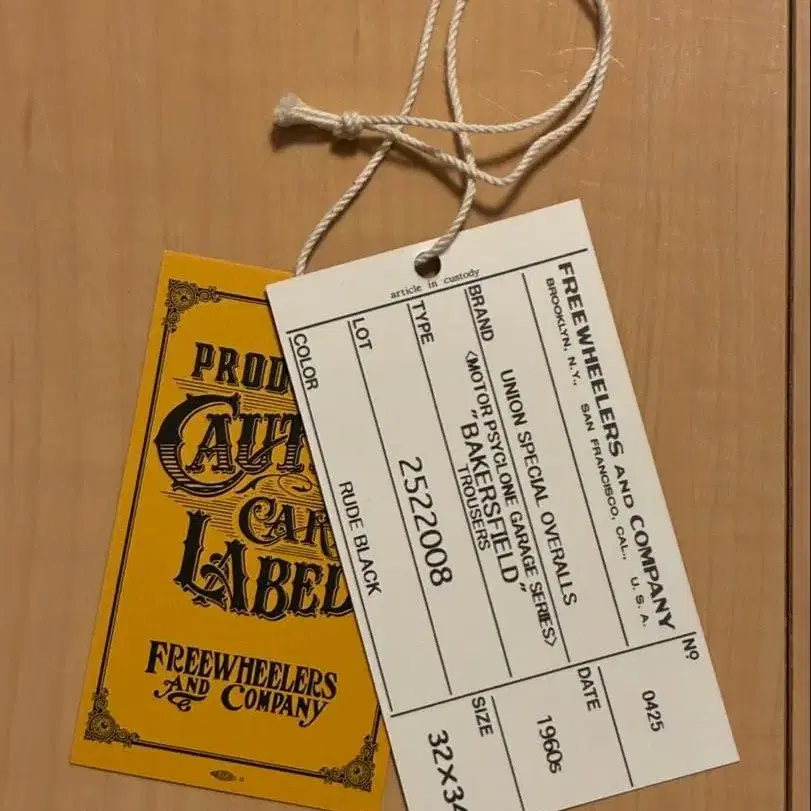 PROD
CAUT
CAR
LABEL
FREEWHEELERS
AND COMPANY
article in custody
FREEWHEELERS AND COMPANY
BROOKLYN, N.Y., SAN FRANCISCO, CAL., U. S. A.
Nº
0425
BRAND
UNION SPECIAL OVERALLS
DATE
1960s
TYPE
<MOTOR PSYCLONE GARAGE SERIES>
"BAKERSFIELD"
TROUSERS
LOT
2522008
SIZE
32×34
COLOR
RUDE BLACK